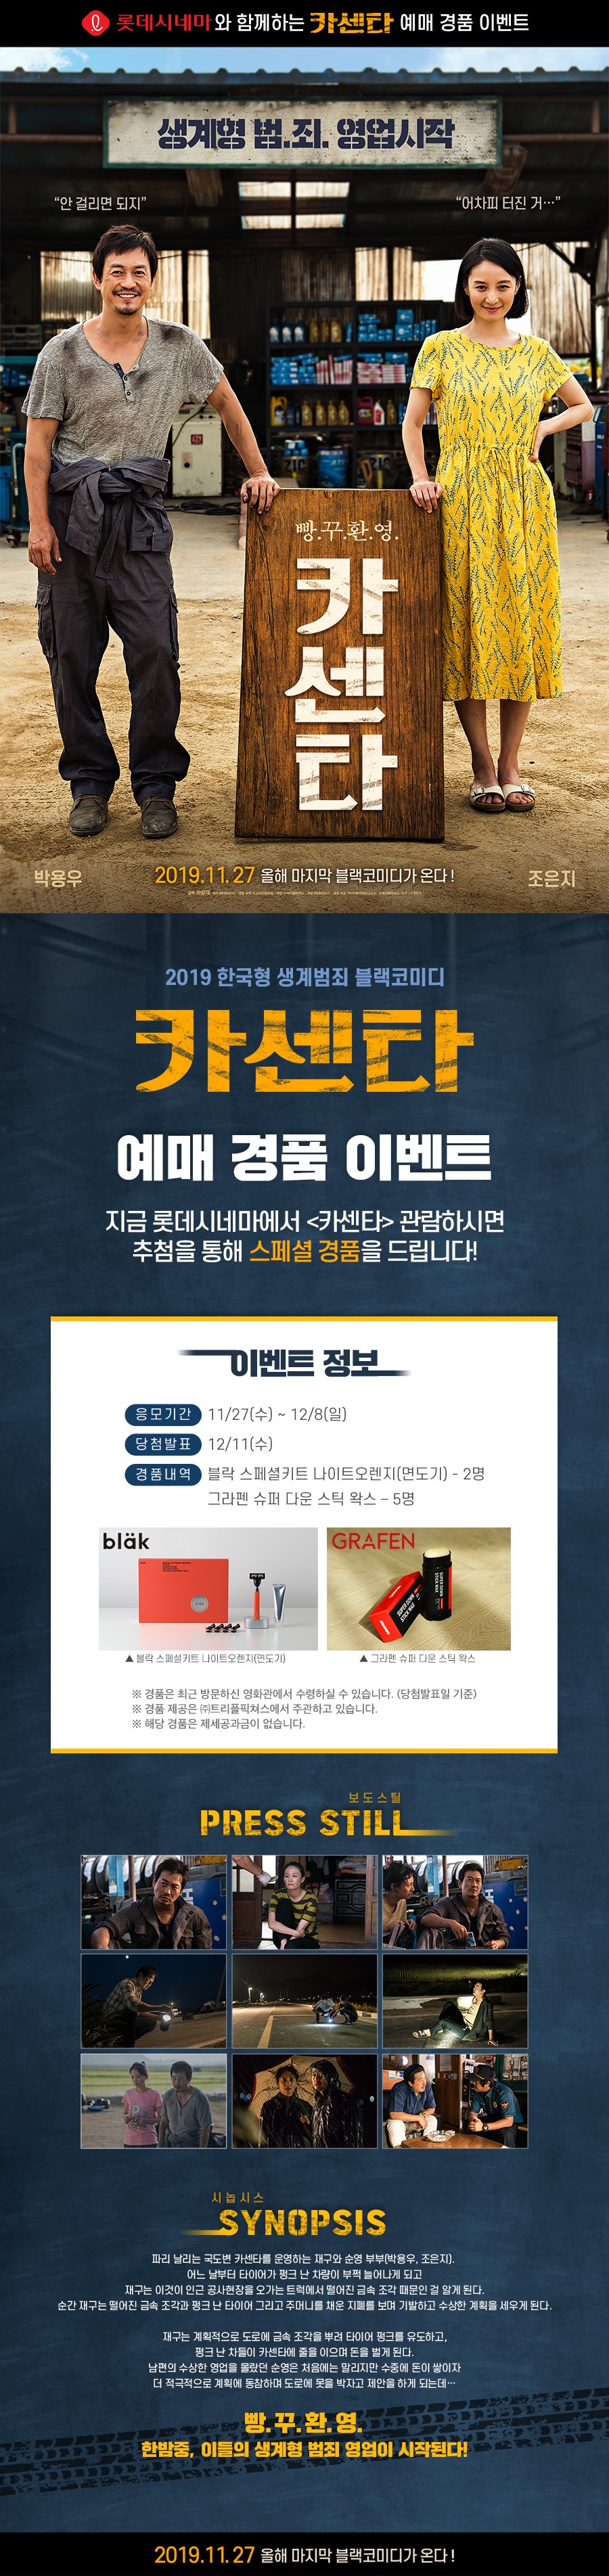 롯데시네마와 함께하는 카센타 예매 경품 이벤트
생계형 범.죄. 영업시작
“안 걸리면 되지”
“어차피 터진 거…”
빵.꾸.환.영.
카센타
박용우
2019.11.27 올해 마지막 블랙코미디가 온다!
조은지
2019 한국형 생계범죄 블랙코미디
카센타
예매 경품 이벤트
지금 롯데시네마에서 <카센타> 관람하시면
추첨을 통해 스페셜 경품을 드립니다!
이벤트 정보
응모기간 11/27(수) ~ 12/8(일)
당첨발표 12/11(수)
경품내역 블락 스페셜키트 나이트오렌지(면도기) - 2명
그라펜 슈퍼 다운 스틱 왁스 – 5명
bläk
GRAFEN
▲ 블락 스페셜키트 나이트오렌지(면도기)
▲ 그라펜 슈퍼 다운 스틱 왁스
※ 경품은 최근 방문하신 영화관에서 수령하실 수 있습니다. (당첨발표일 기준)
※ 경품 제공은 ㈜트리플픽쳐스에서 주관하고 있습니다.
※ 해당 경품은 제세공과금이 없습니다.
보도스틸
PRESS STILL
시놉시스
SYNOPSIS
파리 날리는 국도변 카센타를 운영하는 재구와 순영 부부(박용우, 조은지).
어느 날부터 타이어가 펑크 난 차량이 부쩍 늘어나게 되고
재구는 이것이 인근 공사현장을 오가는 트럭에서 떨어진 금속 조각 때문인 걸 알게 된다.
순간 재구는 떨어진 금속 조각과 펑크 난 타이어 그리고 주머니를 채운 지폐를 보며 기발하고 수상한 계획을 세우게 된다.
재구는 계획적으로 도로에 금속 조각을 뿌려 타이어 펑크를 유도하고,
펑크 난 차들이 카센타에 줄을 이으며 돈을 벌게 된다.
남편의 수상한 영업을 몰랐던 순영은 처음에는 말리지만 수중에 돈이 쌓이자
더 적극적으로 계획에 동참하며 도로에 못을 박자고 제안을 하게 되는데…
빵.꾸.환.영.
한밤중, 이들의 생계형 범죄 영업이 시작된다!
2019.11.27 올해 마지막 블랙코미디가 온다!